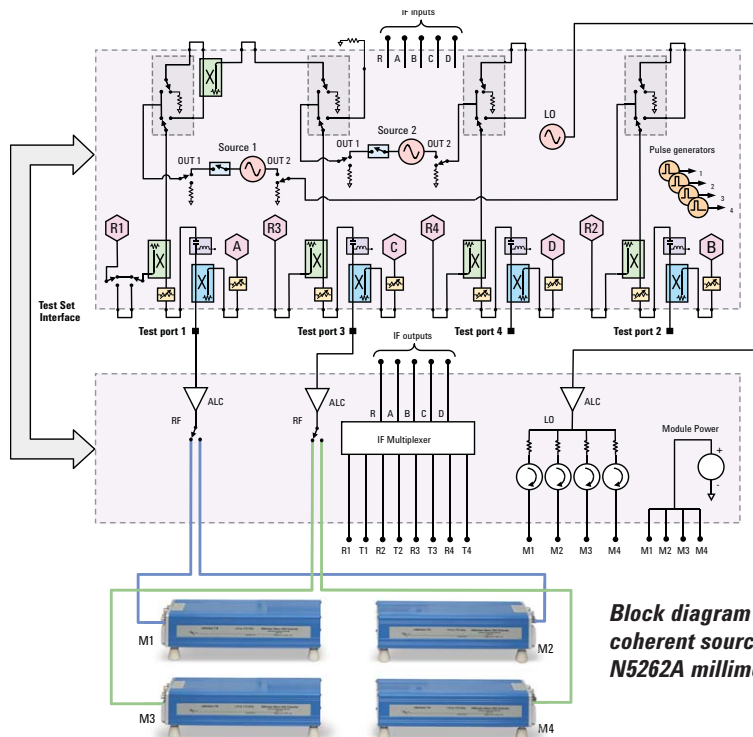 IF inputs
R A B C D
LO
Source 1
Source 2
OUT 1
OUT 2
OUT 1
OUT 2
Pulse generators
1
2
3
4
R1
A
R3
C
R4
D
R2
B
Test Set
Interface
Test port 1
Test port 3
Test port 4
Test port 2
IF outputs
ALC
ALC
ALC
RF
RF
R A B C D
LO
Module Power
+
-
IF Multiplexer
R1 T1 R2 T2 R3 T3 R4 T4
M1 M2 M3 M4
M1 M2 M3 M4
M1
M2
M3
M4
Block diagram
coherent sourc
N5262A millim